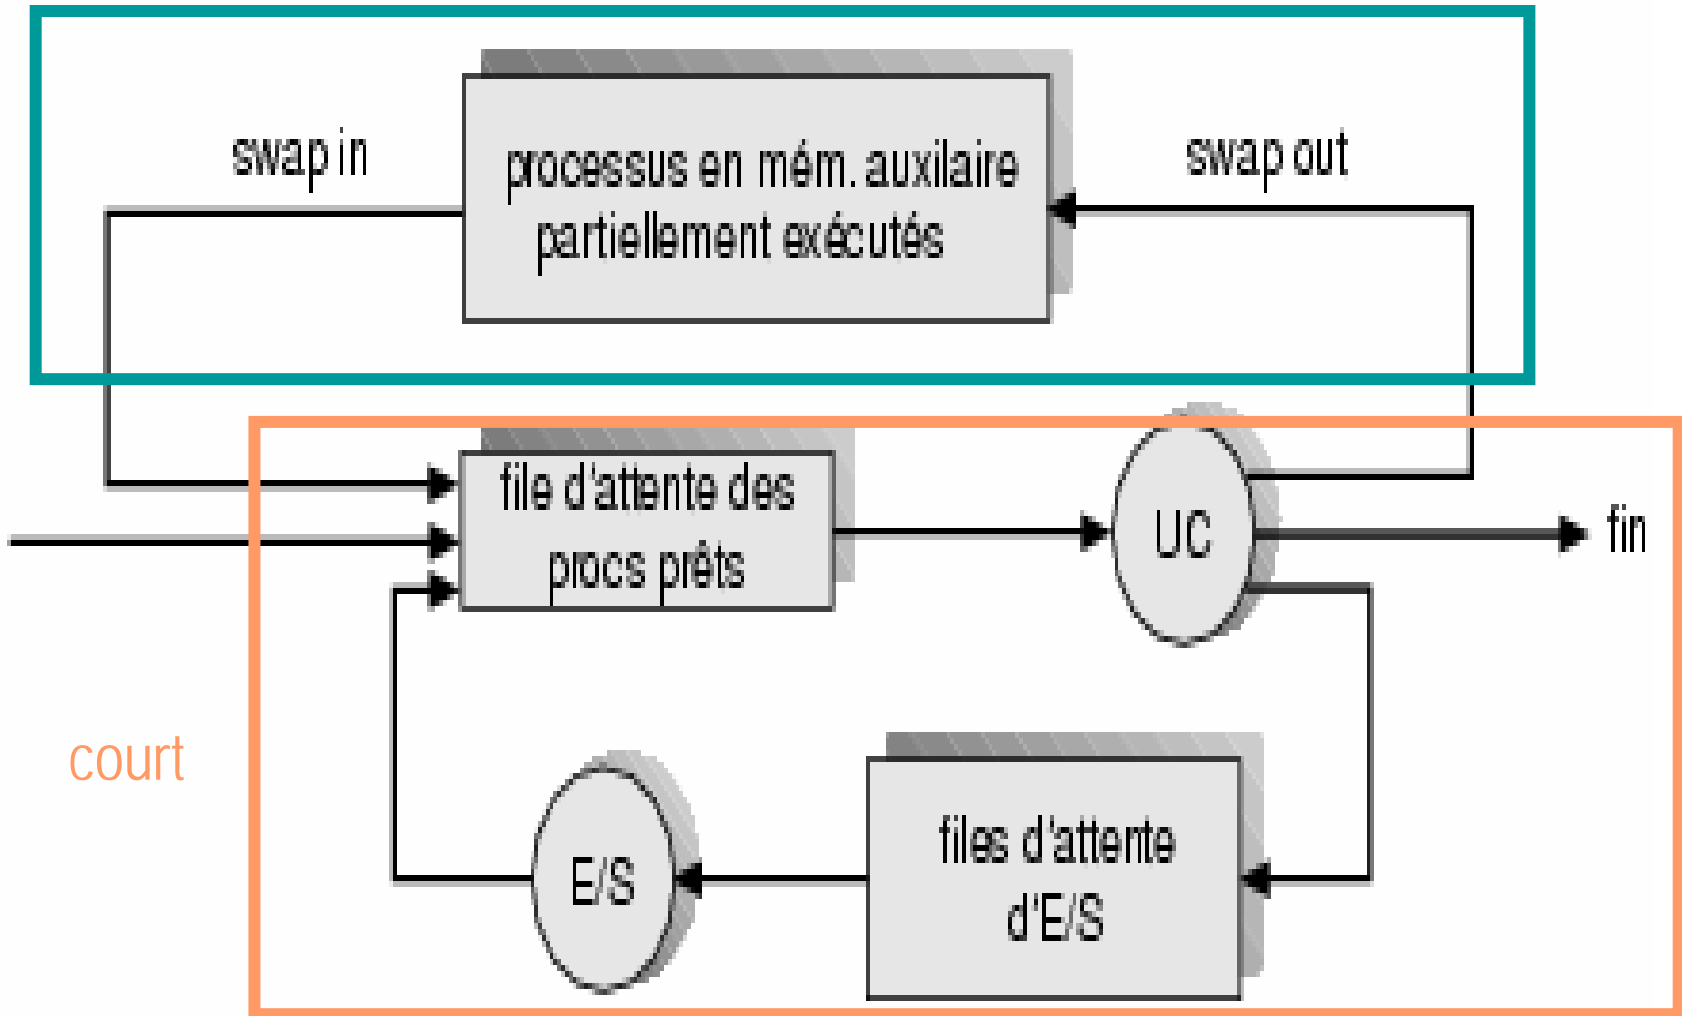 swap in
processus en mém. auxilaire
partiellement exécutés
swap out
file d'attente des
procs prêts
UC
fin
court
E/S
files d'attente
d'E/S